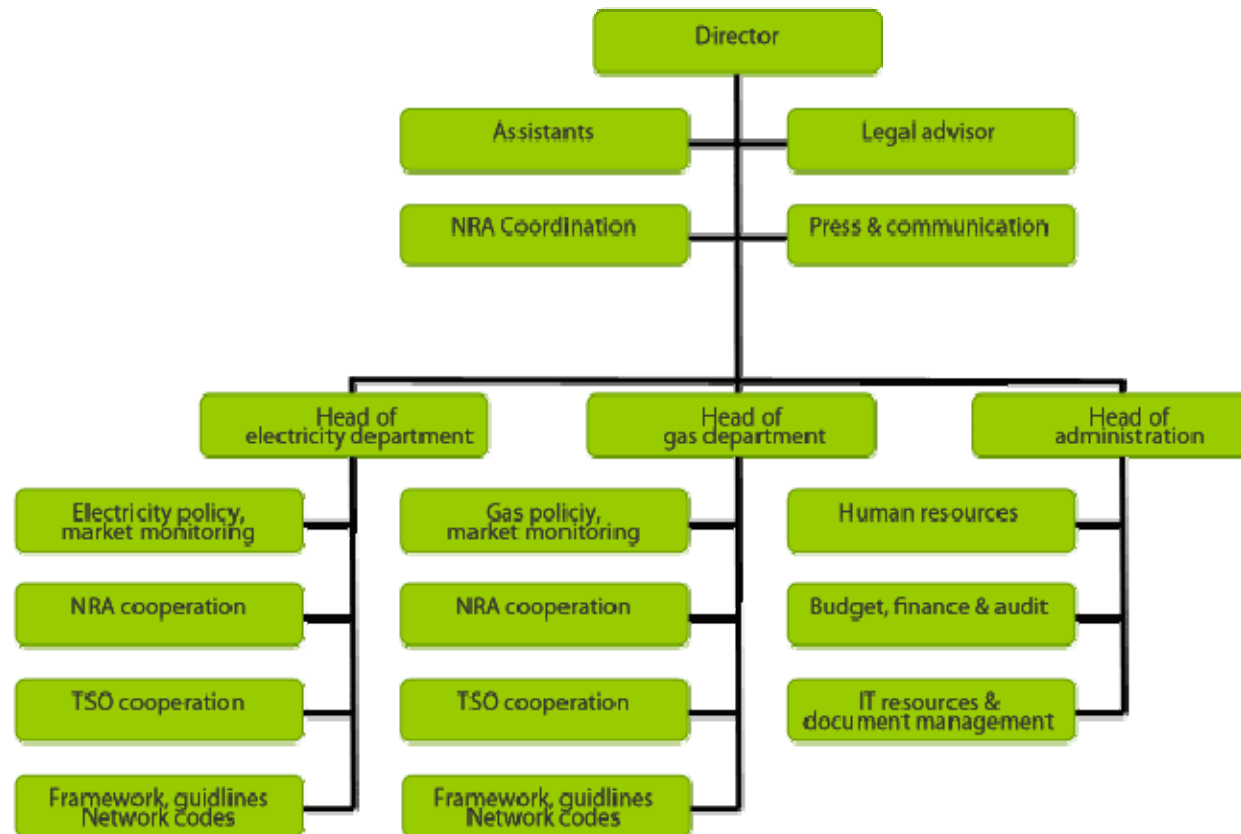 Director
Assistants
Legal advisor
NRA Coordination
Press & communication
Head of
electricity department
Head of
gas department
Head of
administration
Electricity policy,
market monitoring
Gas policiy,
market monitoring
Human resources
NRA cooperation
NRA cooperation
Budget, finance & audit
TSO cooperation
TSO cooperation
IT resources &
document management
Framework, guidlines
Network codes
Framework, guidlines
Network codes